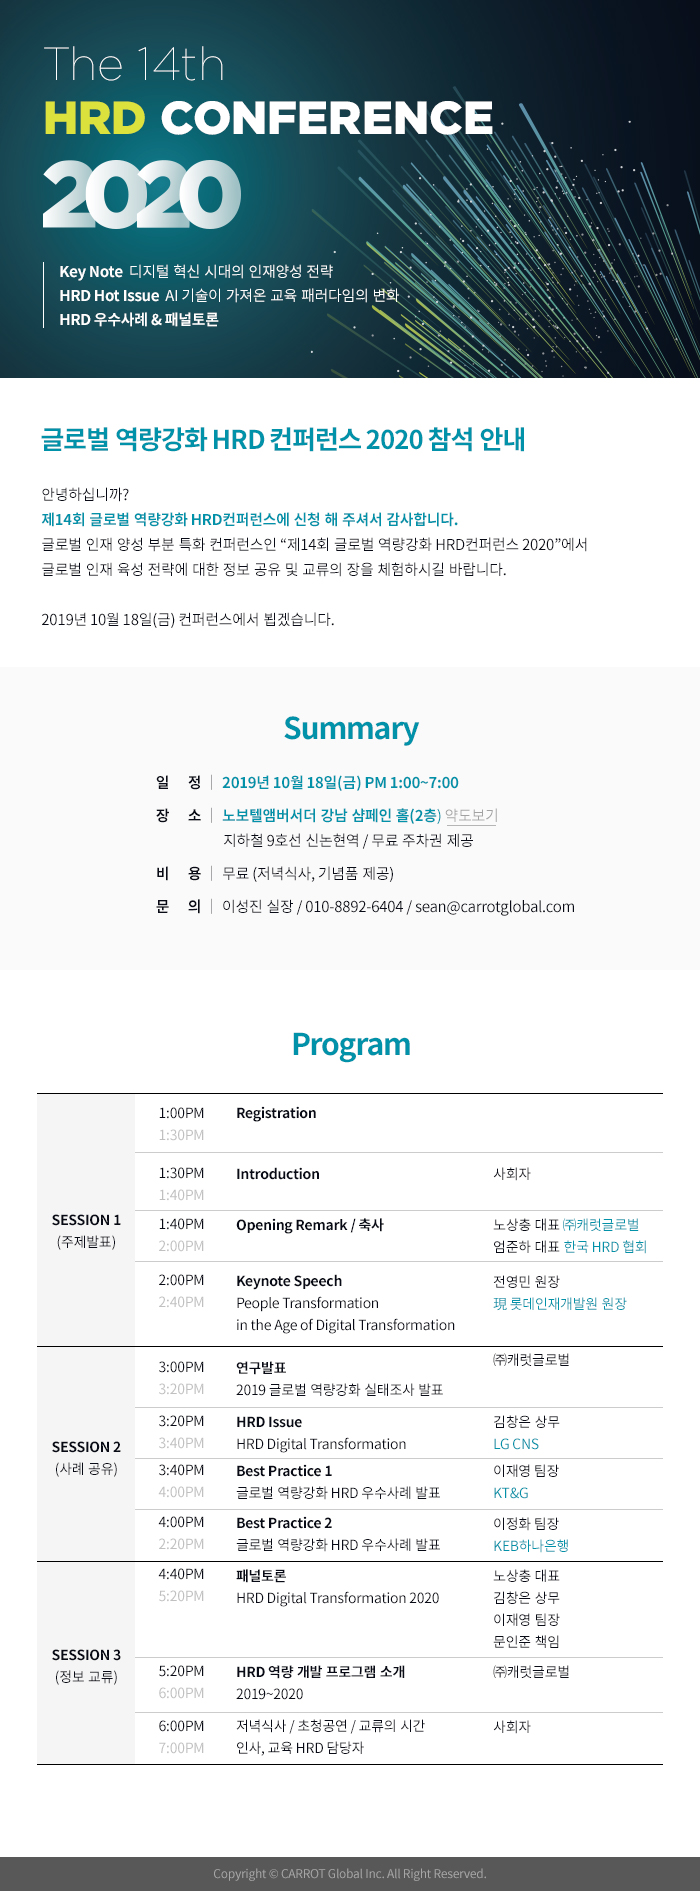 The 14th
HRD CONFERENCE
2020
Key Note 디지털 혁신 시대의 인재양성 전략
HRD Hot Issue AI 기술이 가져온 교육 패러다임의 변화
HRD 우수사례 & 패널토론
글로벌 역량강화 HRD 컨퍼런스 2020 참석 안내
안녕하십니까?
제14회 글로벌 역량강화 HRD컨퍼런스에 신청 해 주셔서 감사합니다.
글로벌 인재 양성 부분 특화 컨퍼런스인 “제14회 글로벌 역량강화 HRD컨퍼런스 2020”에서
글로벌 인재 육성 전략에 대한 정보 공유 및 교류의 장을 체험하시길 바랍니다.
2019년 10월 18일(금) 컨퍼런스에서 뵙겠습니다.
Summary
일 정 | 2019년 10월 18일(금) PM 1:00~7:00
장 소 | 노보텔앰버서더 강남 샴페인 홀(2층) 약도보기
지하철 9호선 신논현역 / 무료 주차권 제공
비 용 | 무료 (저녁식사, 기념품 제공)
문 의 | 이성진 실장 / 010-8892-6404 / sean@carrotglobal.com
Program
SESSION 1
(주제발표)
1:00PM Registration
1:30PM
1:30PM Introduction 사회자
1:40PM
1:40PM Opening Remark / 축사 노상충 대표 ㈜캐럿글로벌
2:00PM 엄준하 대표 한국 HRD 협회
2:00PM Keynote Speech 전영민 원장
2:40PM People Transformation 現 롯데인재개발원 원장
in the Age of Digital Transformation
SESSION 2
(사례 공유)
3:00PM 연구발표 ㈜캐럿글로벌
3:20PM 2019 글로벌 역량강화 실태조사 발표
3:20PM HRD Issue 김창은 상무
3:40PM HRD Digital Transformation LG CNS
3:40PM Best Practice 1 이재영 팀장
4:00PM 글로벌 역량강화 HRD 우수사례 발표 KT&G
4:00PM Best Practice 2 이정화 팀장
2:20PM 글로벌 역량강화 HRD 우수사례 발표 KEB하나은행
SESSION 3
(정보 교류)
4:40PM 패널토론 노상충 대표
5:20PM HRD Digital Transformation 2020 김창은 상무
이재영 팀장
문인준 책임
5:20PM HRD 역량 개발 프로그램 소개 ㈜캐럿글로벌
6:00PM 2019~2020
6:00PM 저녁식사 / 초청공연 / 교류의 시간 사회자
7:00PM 인사, 교육 HRD 담당자
Copyright © CARROT Global Inc. All Right Reserved.